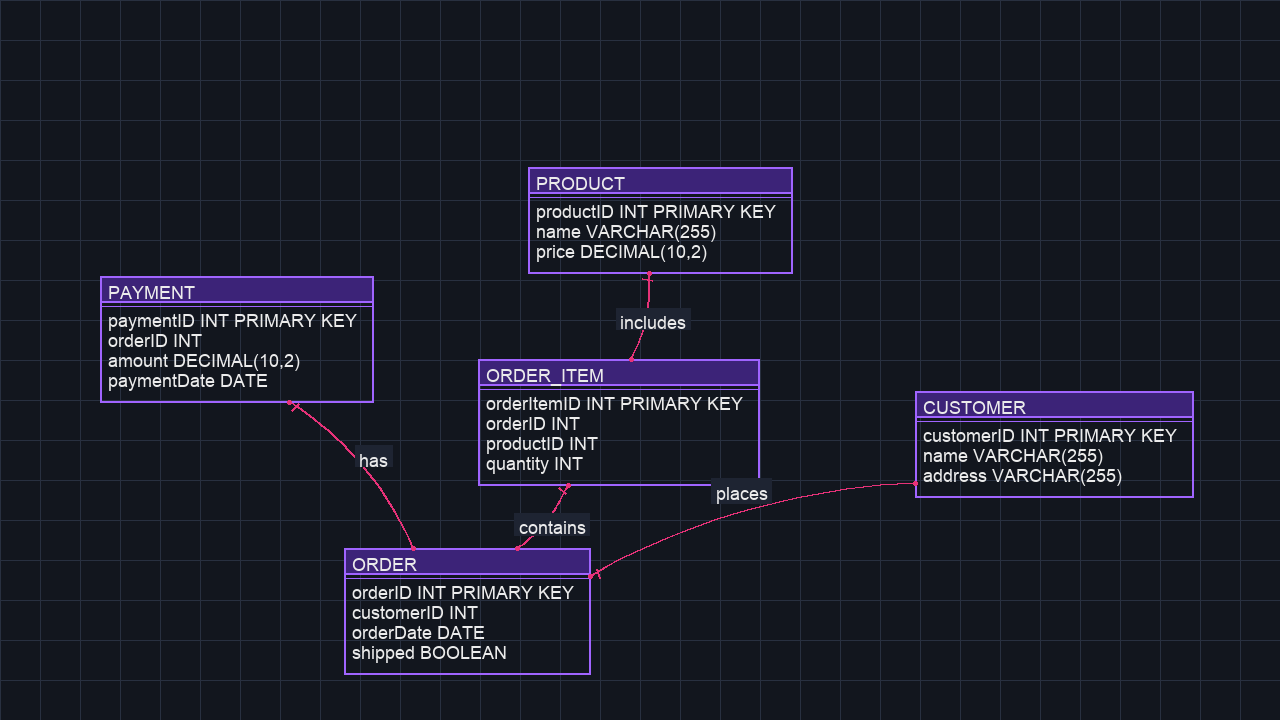 PRODUCT
productID INT PRIMARY KEY
name VARCHAR(255)
price DECIMAL(10,2)
includes
PAYMENT
paymentID INT PRIMARY KEY
orderID INT
amount DECIMAL(10,2)
paymentDate DATE
has
ORDER_ITEM
orderItemID INT PRIMARY KEY
orderID INT
productID INT
quantity INT
contains
CUSTOMER
customerID INT PRIMARY KEY
name VARCHAR(255)
address VARCHAR(255)
places
ORDER
orderID INT PRIMARY KEY
customerID INT
orderDate DATE
shipped BOOLEAN